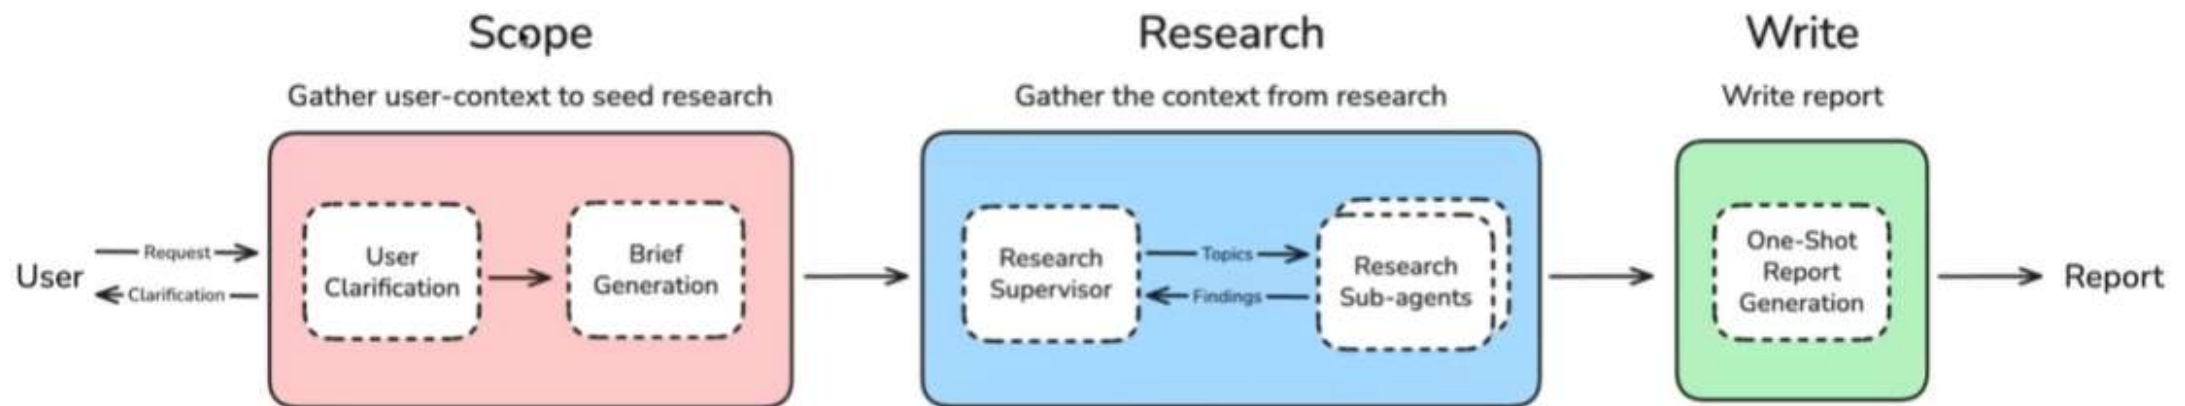 Scope
Gather user-context to seed research
Research
Gather the context from research
Write
Write report
User
Request
Clarification
User
Clarification
Brief
Generation
Research
Supervisor
Topics
Findings
Research
Sub-agents
One-Shot
Report
Generation
Report